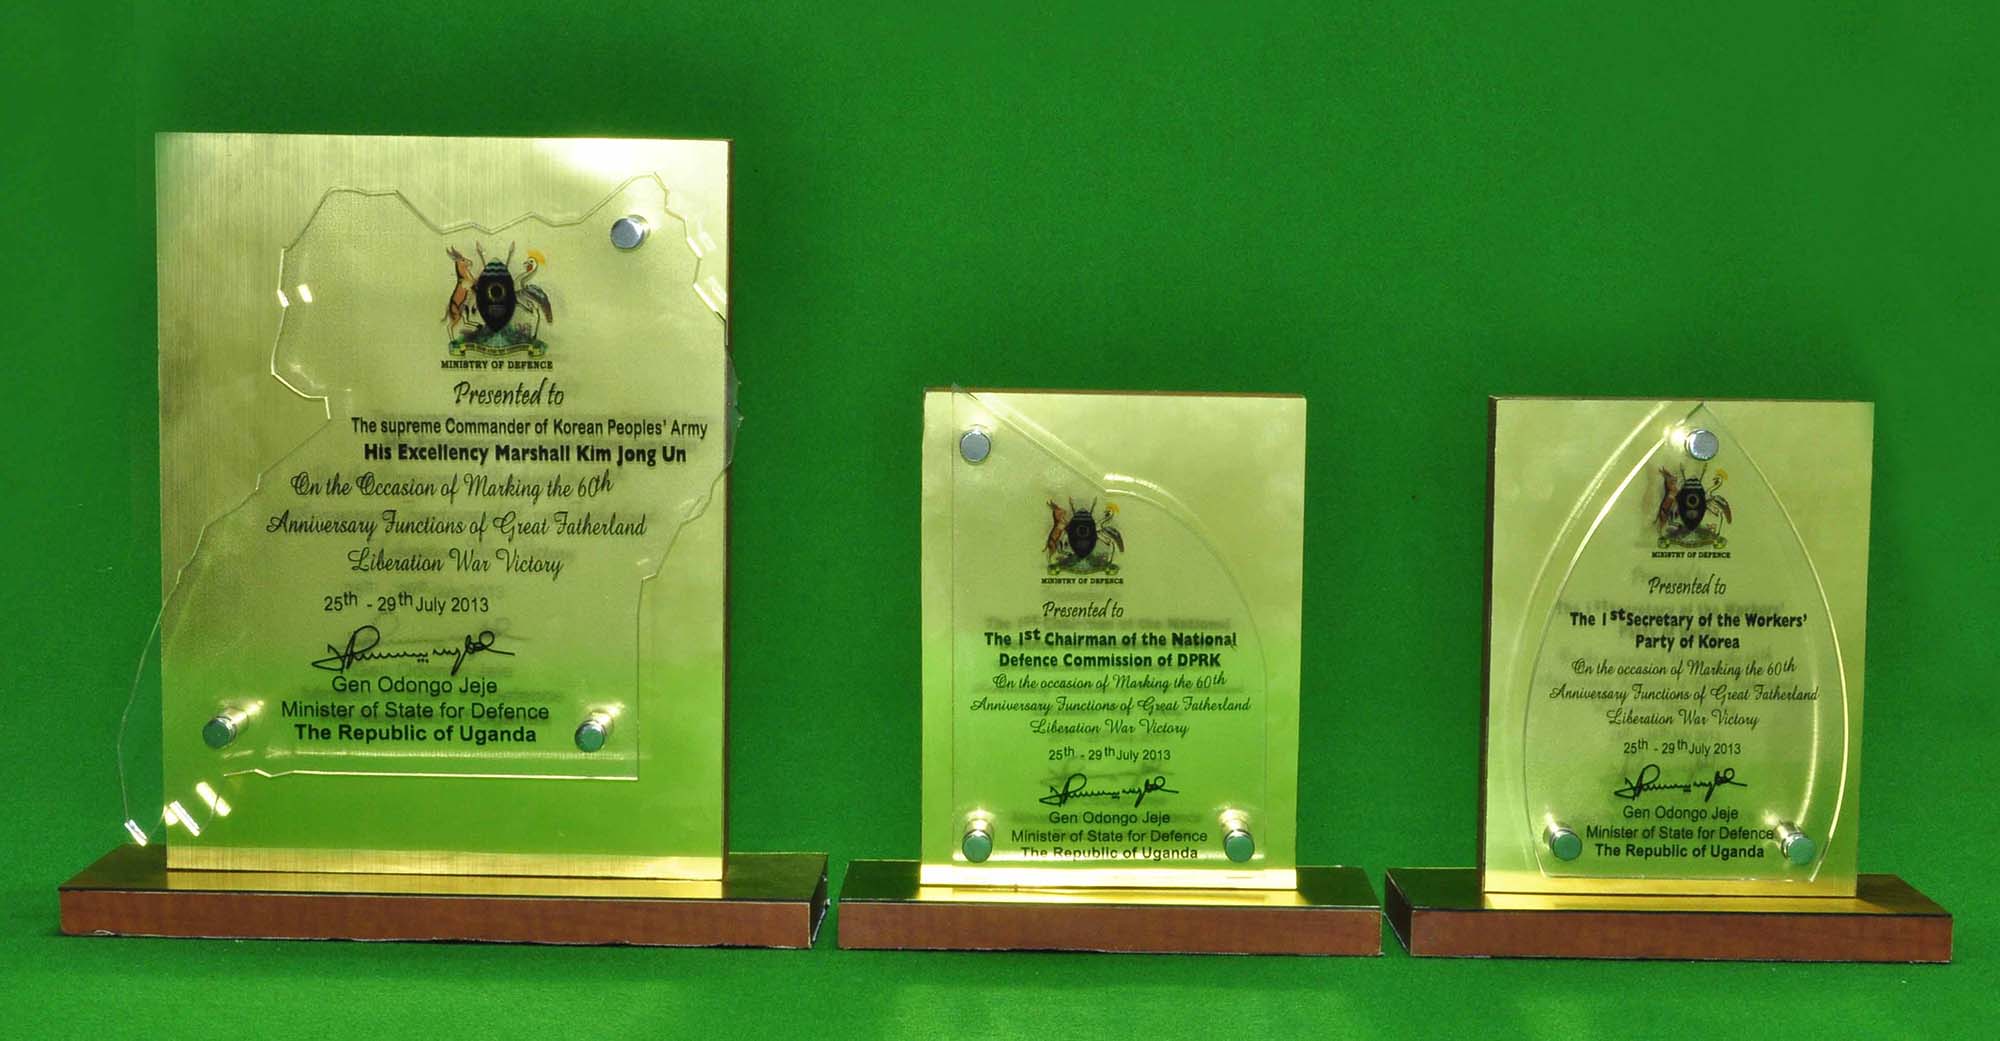 MINISTRY OF DEFENCE
Presented to
The supreme Commander of Korean Peoples' Army
His Excellency Marshall Kim Jong Un
On the Occasion of Marking the 60th
Anniversary Functions of Great Fatherland
Liberation War Victory
25th - 29th July 2013
Gen Odongo Jeje
Minister of State for Defence
The Republic of Uganda
MINISTRY OF DEFENCE
Presented to
The 1st Chairman of the National
Defence Commission of DPRK
On the occasion of Marking the 60th
Anniversary Functions of Great Fatherland
Liberation War Victory
25th - 29th July 2013
Gen Odongo Jeje
Minister of State for Defence
The Republic of Uganda
MINISTRY OF DEFENCE
Presented to
The 1st Secretary of the Workers'
Party of Korea
On the occasion of Marking the 60th
Anniversary Functions of Great Fatherland
Liberation War Victory
25th - 29th July 2013
Gen Odongo Jeje
Minister of State for Defence
The Republic of Uganda